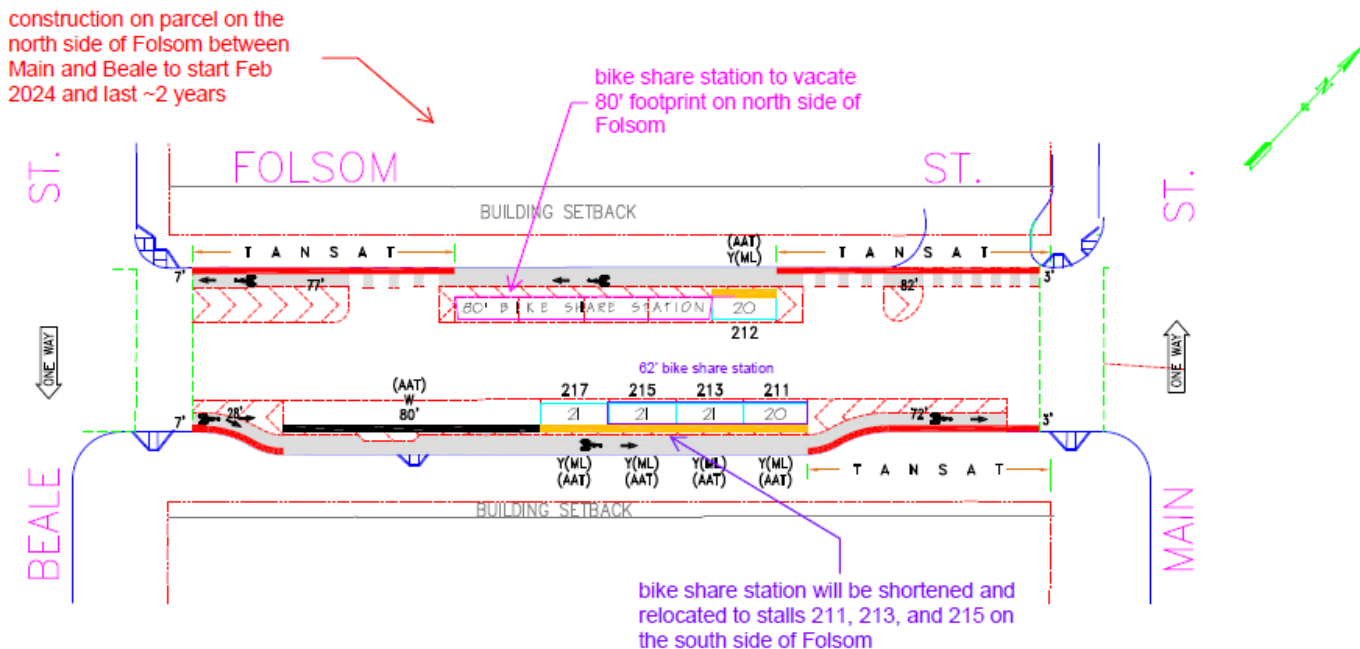 construction on parcel on the
north side of Folsom between
Main and Beale to start Feb
2024 and last ~2 years
bike share station to vacate
80' footprint on north side of
Folsom
N
ST.
FOLSOM
ST.
ST.
BUILDING SETBACK
TANSAT
(AAT)
Y(ML)
TANSAT
7'
77'
82'
3'
80' BIKE SHARE STATION
20
212
ONE WAY
ONE WAY
62' bike share station
(AAT)
W
80'
217
215
213
211
21
21
21
20
7'
28'
72'
3'
Y(ML)
(AAT)
Y(ML)
(AAT)
Y(ML)
(AAT)
Y(ML)
(AAT)
TANSAT
BUILDING SETBACK
BEALE
MAIN
bike share station will be shortened and
relocated to stalls 211, 213, and 215 on
the south side of Folsom